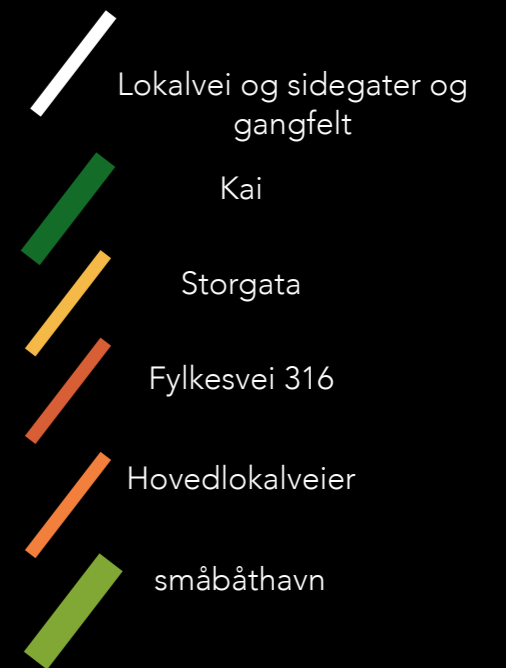 Lokalvei og sidegater og
gangfelt
Kai
Storgata
Fylkesvei 316
Hovedlokalveier
småbåthavn